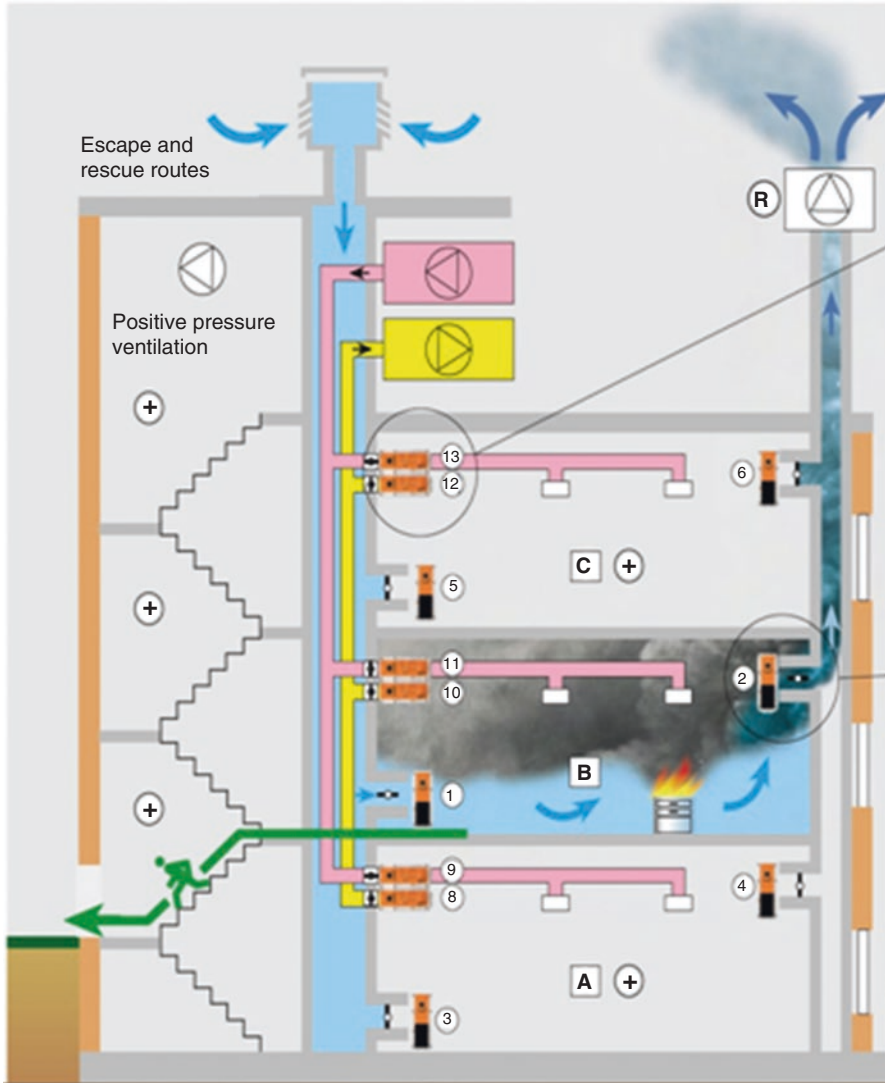 Escape and
rescue routes
R
Positive pressure
ventilation
+
13
12
6
5
C +
+
11
10
2
B
1
+
9
8
4
A +
3